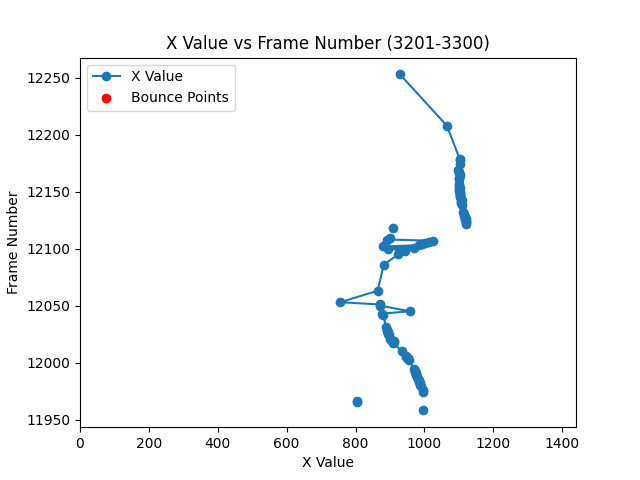 X Value vs Frame Number (3201-3300)
X Value
Bounce Points
Frame Number
12250
12200
12150
12100
12050
12000
11950
0 200 400 600 800 1000 1200 1400
X Value